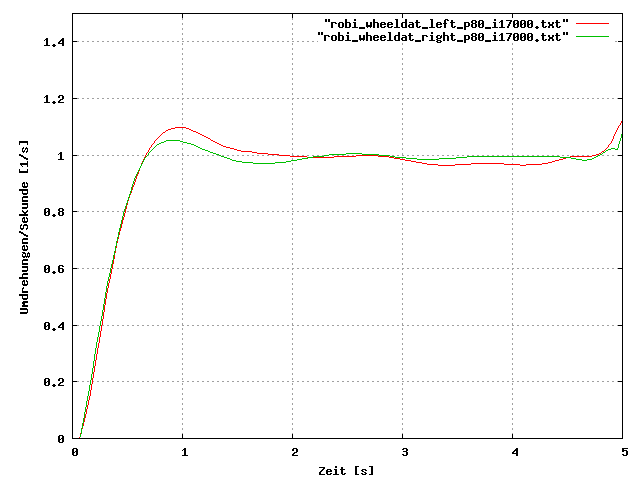 "robi_wheeldat_left_p80_i17000.txt"
"robi_wheeldat_right_p80_i17000.txt"
1.4
1.2
1
0.8
0.6
0.4
0.2
0
Umdrehungen/Sekunde [1/s]
0 1 2 3 4 5
Zeit [s]